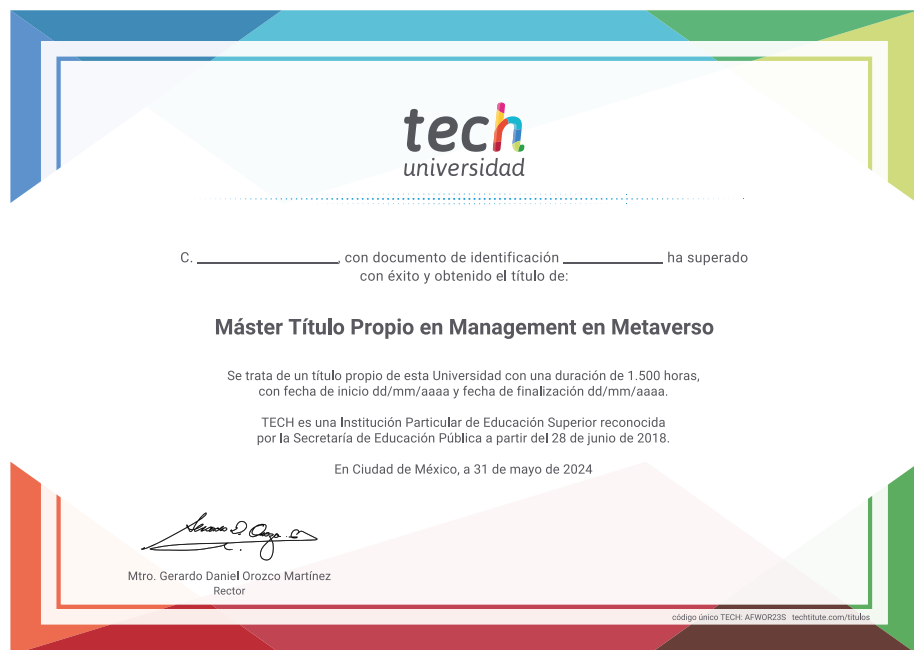 tech
universidad
C. ____________, con documento de identificación ____________ ha superado
con éxito y obtenido el título de:
Máster Título Propio en Management en Metaverso
Se trata de un título propio de esta Universidad con una duración de 1.500 horas,
con fecha de inicio dd/mm/aaaa y fecha de finalización dd/mm/aaaa.
TECH es una Institución Particular de Educación Superior reconocida
por la Secretaría de Educación Pública a partir del 28 de junio de 2018.
En Ciudad de México, a 31 de mayo de 2024
Mtro. Gerardo Daniel Orozco Martínez
Rector
código único TECH: AFWOR23S techtitute.com/titulos